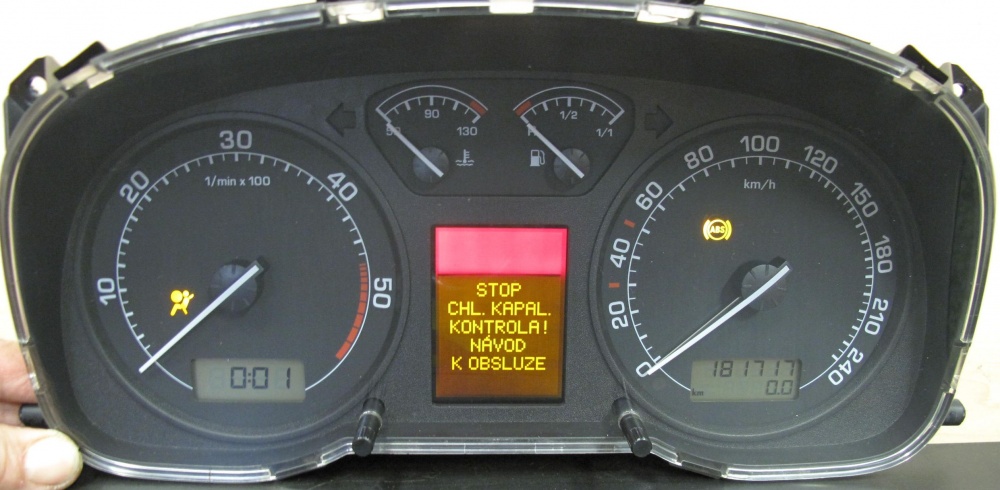 50 90 130
1/2 1/1
10 20 30 40 50
1/min x 100
0:01
STOP
CHL. KAPAL.
KONTROLA!
NÁVOD
K OBSLUZE
0 20 40 60 80 100 120 150 180 210 240
km/h
ABS
181717
km 0.0